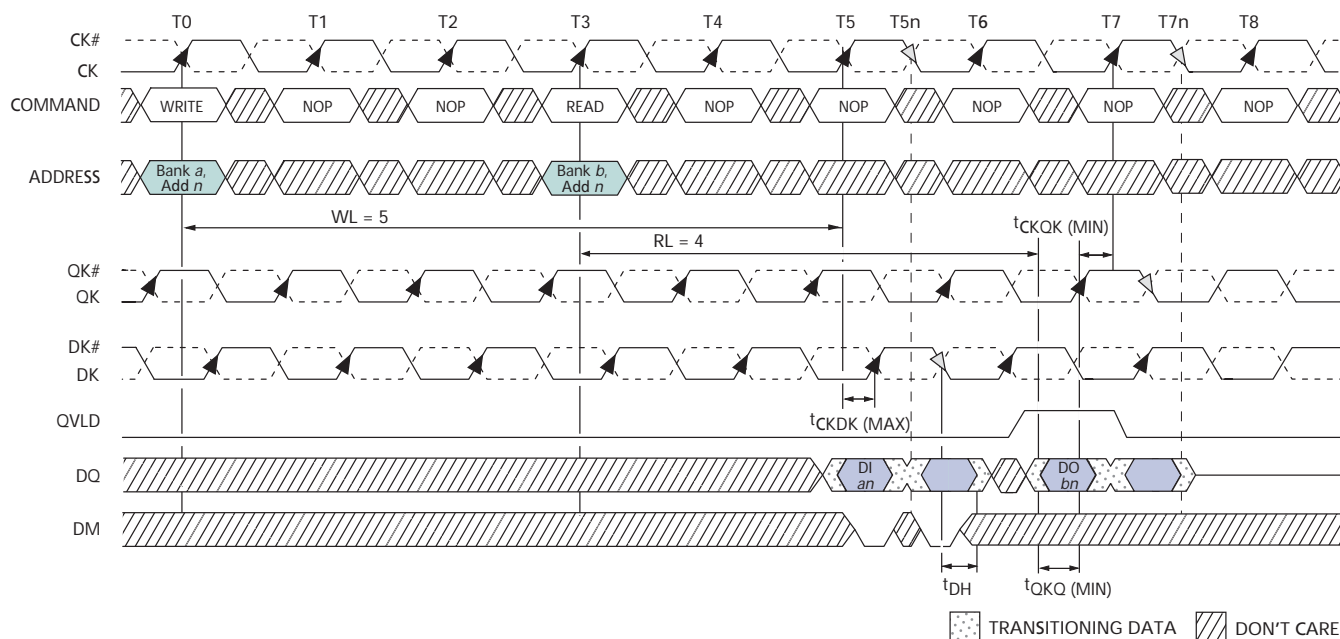 T0 T1 T2 T3 T4 T5 T5n T6 T7 T7n T8
CK#
CK
COMMAND WRITE NOP NOP READ NOP NOP NOP NOP NOP
ADDRESS Bank a, Add n Bank b, Add n
WL = 5
tCKQK (MIN)
RL = 4
QK#
QK
DK#
DK
tCKDK (MAX)
QVLD
DQ DI an DO bn
DM
tDH tQKQ (MIN)
TRANSITIONING DATA DON'T CARE